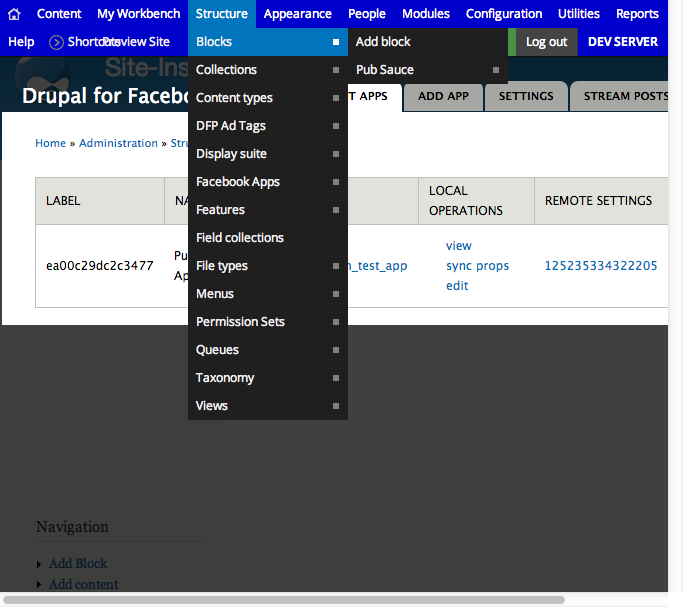 Content My Workbench Structure Appearance People Modules Configuration Utilities Reports
Help Shortcuts Preview Site Blocks Add block Log out DEV SERVER
Site-Ins
Collections Pub Sauce
Drupal for Facebo
Content types T APPS ADD APP SETTINGS STREAM POSTS
DFP Ad Tags
Home » Administration » Stru
Display suite
Facebook Apps
LABEL NA
Features
LOCAL OPERATIONS REMOTE SETTINGS
Field collections
ea00c29dc2c3477 Pu
Ap
File types
n_test_app
view
sync props
edit
125235334322205
Menus
Permission Sets
Queues
Taxonomy
Views
Navigation
Add Block
Add content